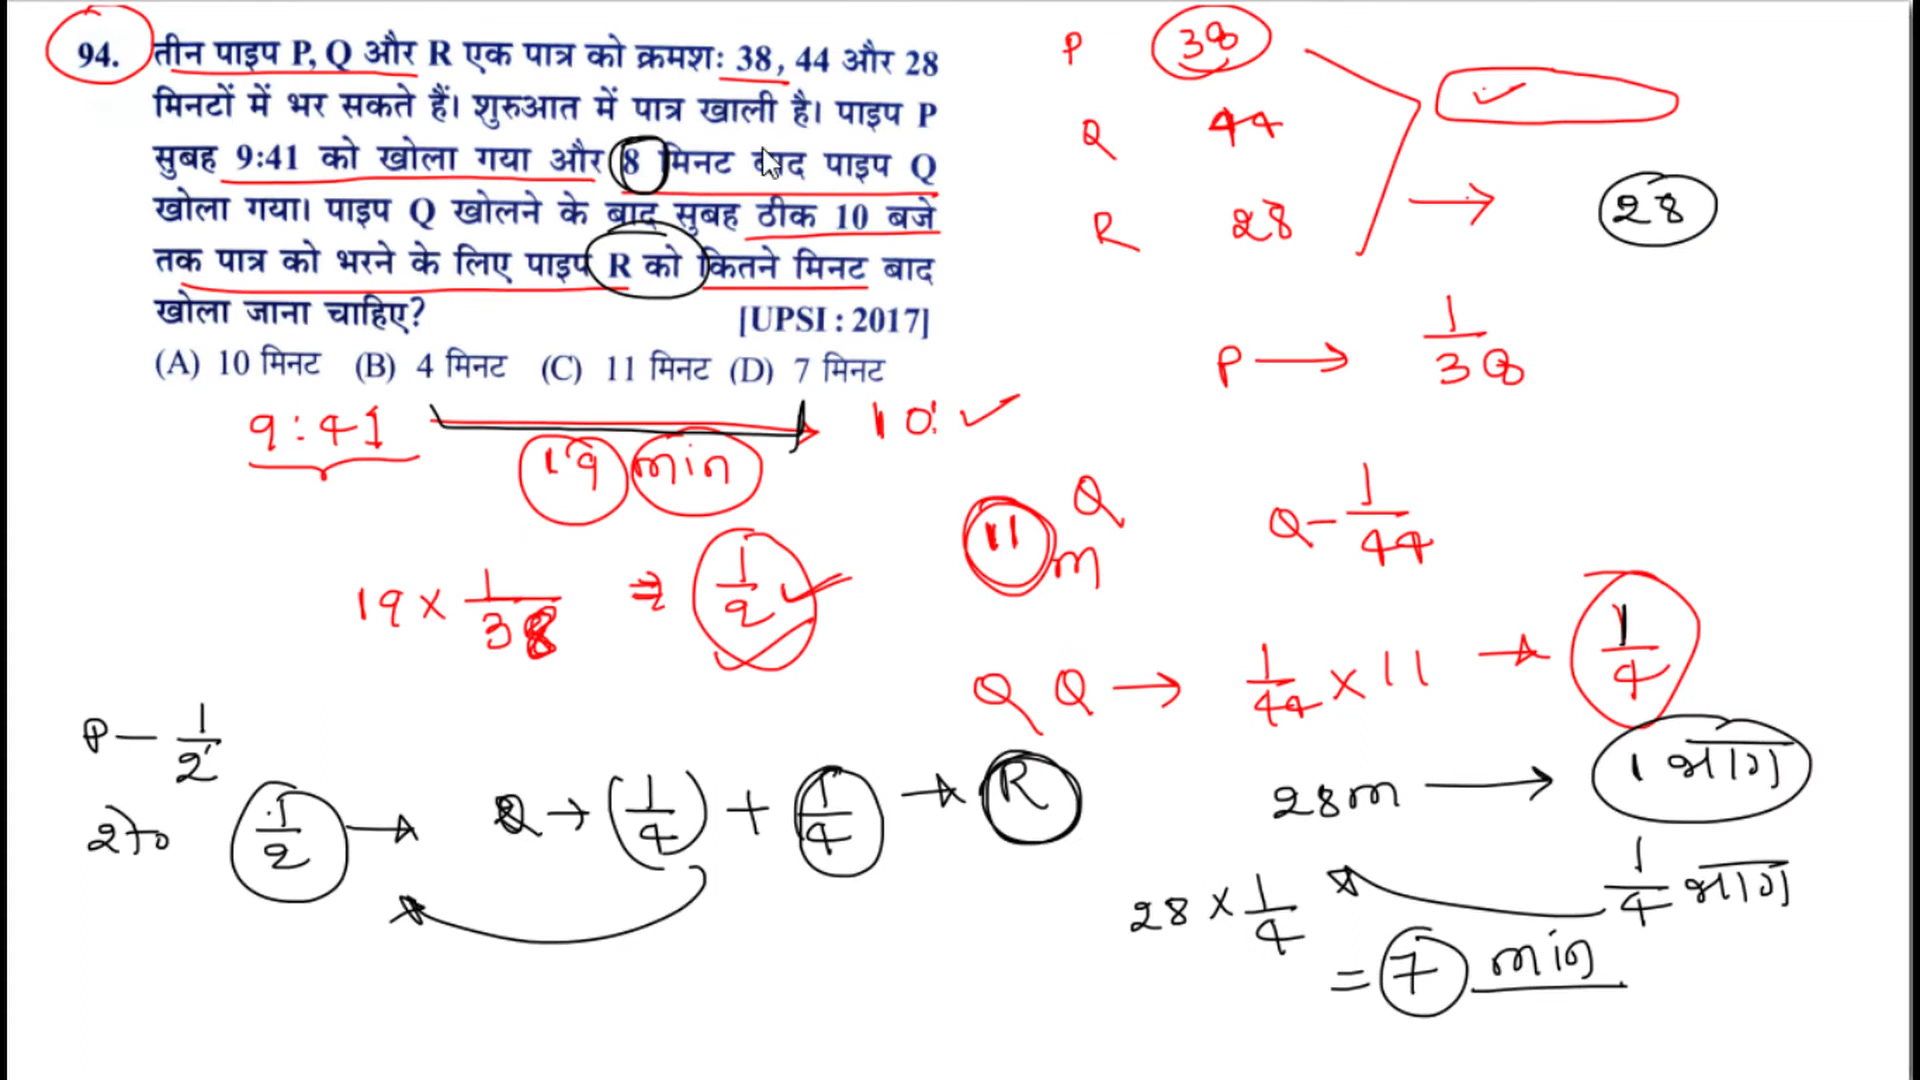 94. तीन पाइप P, Q और R एक पात्र को क्रमशः 38, 44 और 28
मिनटों में भर सकते हैं। शुरुआत में पात्र खाली है। पाइप P
सुबह 9:41 को खोला गया और 8 मिनट बाद पाइप Q
खोला गया। पाइप Q खोलने के बाद सुबह ठीक 10 बजे
तक पात्र को भरने के लिए पाइप R को कितने मिनट बाद
खोला जाना चाहिए?
[UPSI : 2017]
(A) 10 मिनट (B) 4 मिनट (C) 11 मिनट (D) 7 मिनट
P 38
Q 44
R 28
28
P → 1/38
9:41 10:
19 min
11 m Q
Q - 1/44
19 × 1/38 = 1/2
Q Q → 1/44 × 11 → 1/4
P - 1/2
1/2 → Q → (1/4) + 1/4 → R
28m → 1 भाग
1/4 भाग
28 × 1/4
= 7 min